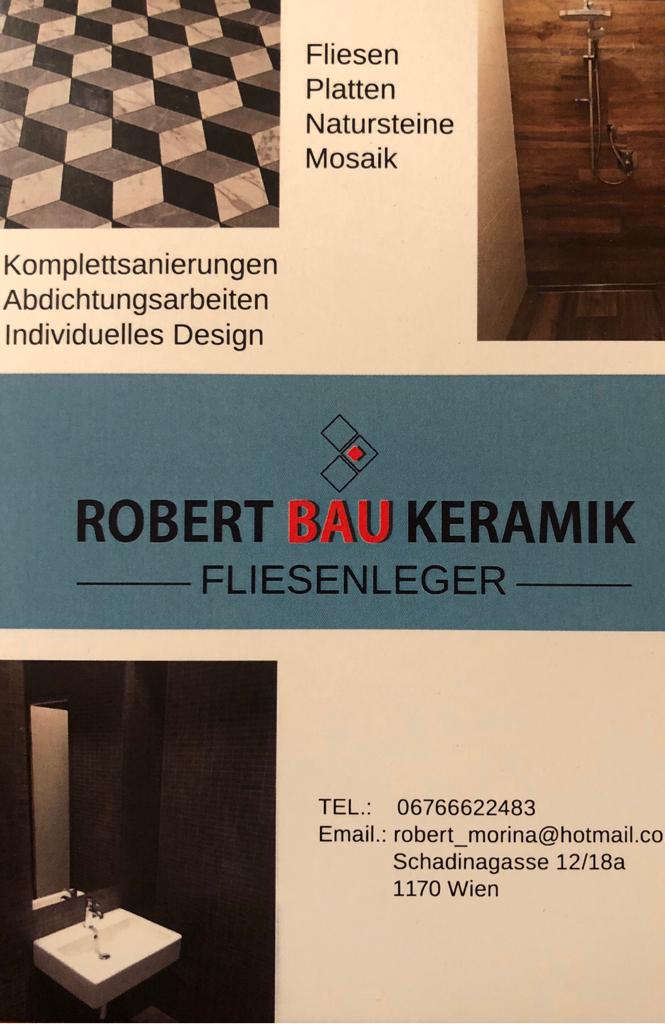 Fliesen
Platten
Natursteine
Mosaik
Komplettsanierungen
Abdichtungsarbeiten
Individuelles Design
ROBERT BAU KERAMIK
FLIESENLEGER
TEL.: 06766622483
Email.: robert_morina@hotmail.co
Schadinagasse 12/18a
1170 Wien